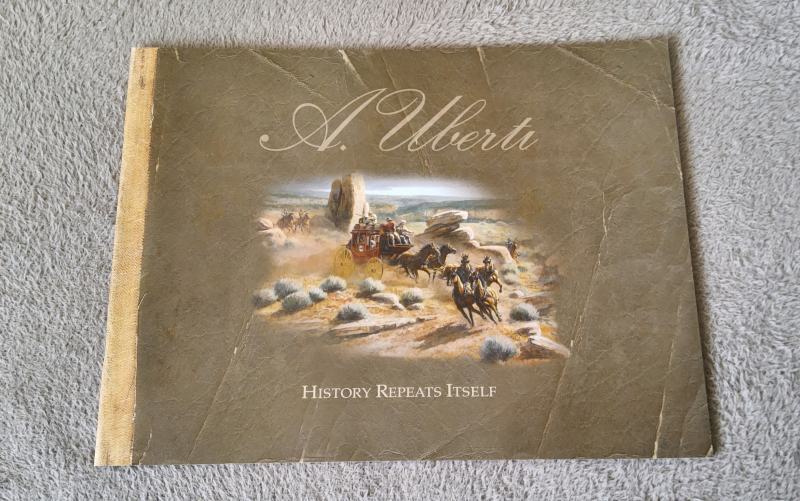 A. Uberti
History Repeats Itself